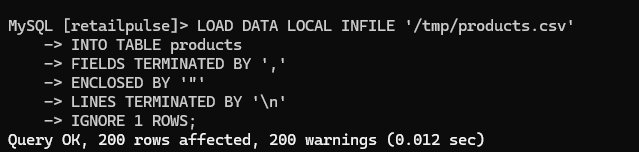 MySQL [retailpulse]> LOAD DATA LOCAL INFILE '/tmp/products.csv'
    -> INTO TABLE products
    -> FIELDS TERMINATED BY ','
    -> ENCLOSED BY '"'
    -> LINES TERMINATED BY '\n'
    -> IGNORE 1 ROWS;
Query OK, 200 rows affected, 200 warnings (0.012 sec)